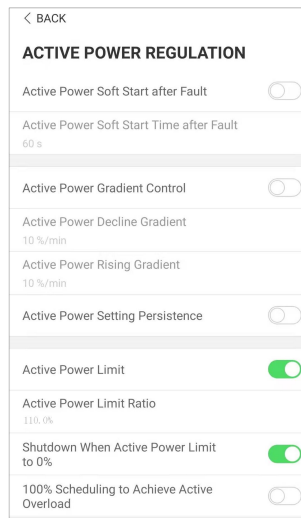 < BACK
ACTIVE POWER REGULATION
Active Power Soft Start after Fault
Active Power Soft Start Time after Fault
60 s
Active Power Gradient Control
Active Power Decline Gradient
10 %/min
Active Power Rising Gradient
10 %/min
Active Power Setting Persistence
Active Power Limit
Active Power Limit Ratio
110.0%
Shutdown When Active Power Limit
to 0%
100% Scheduling to Achieve Active
Overload